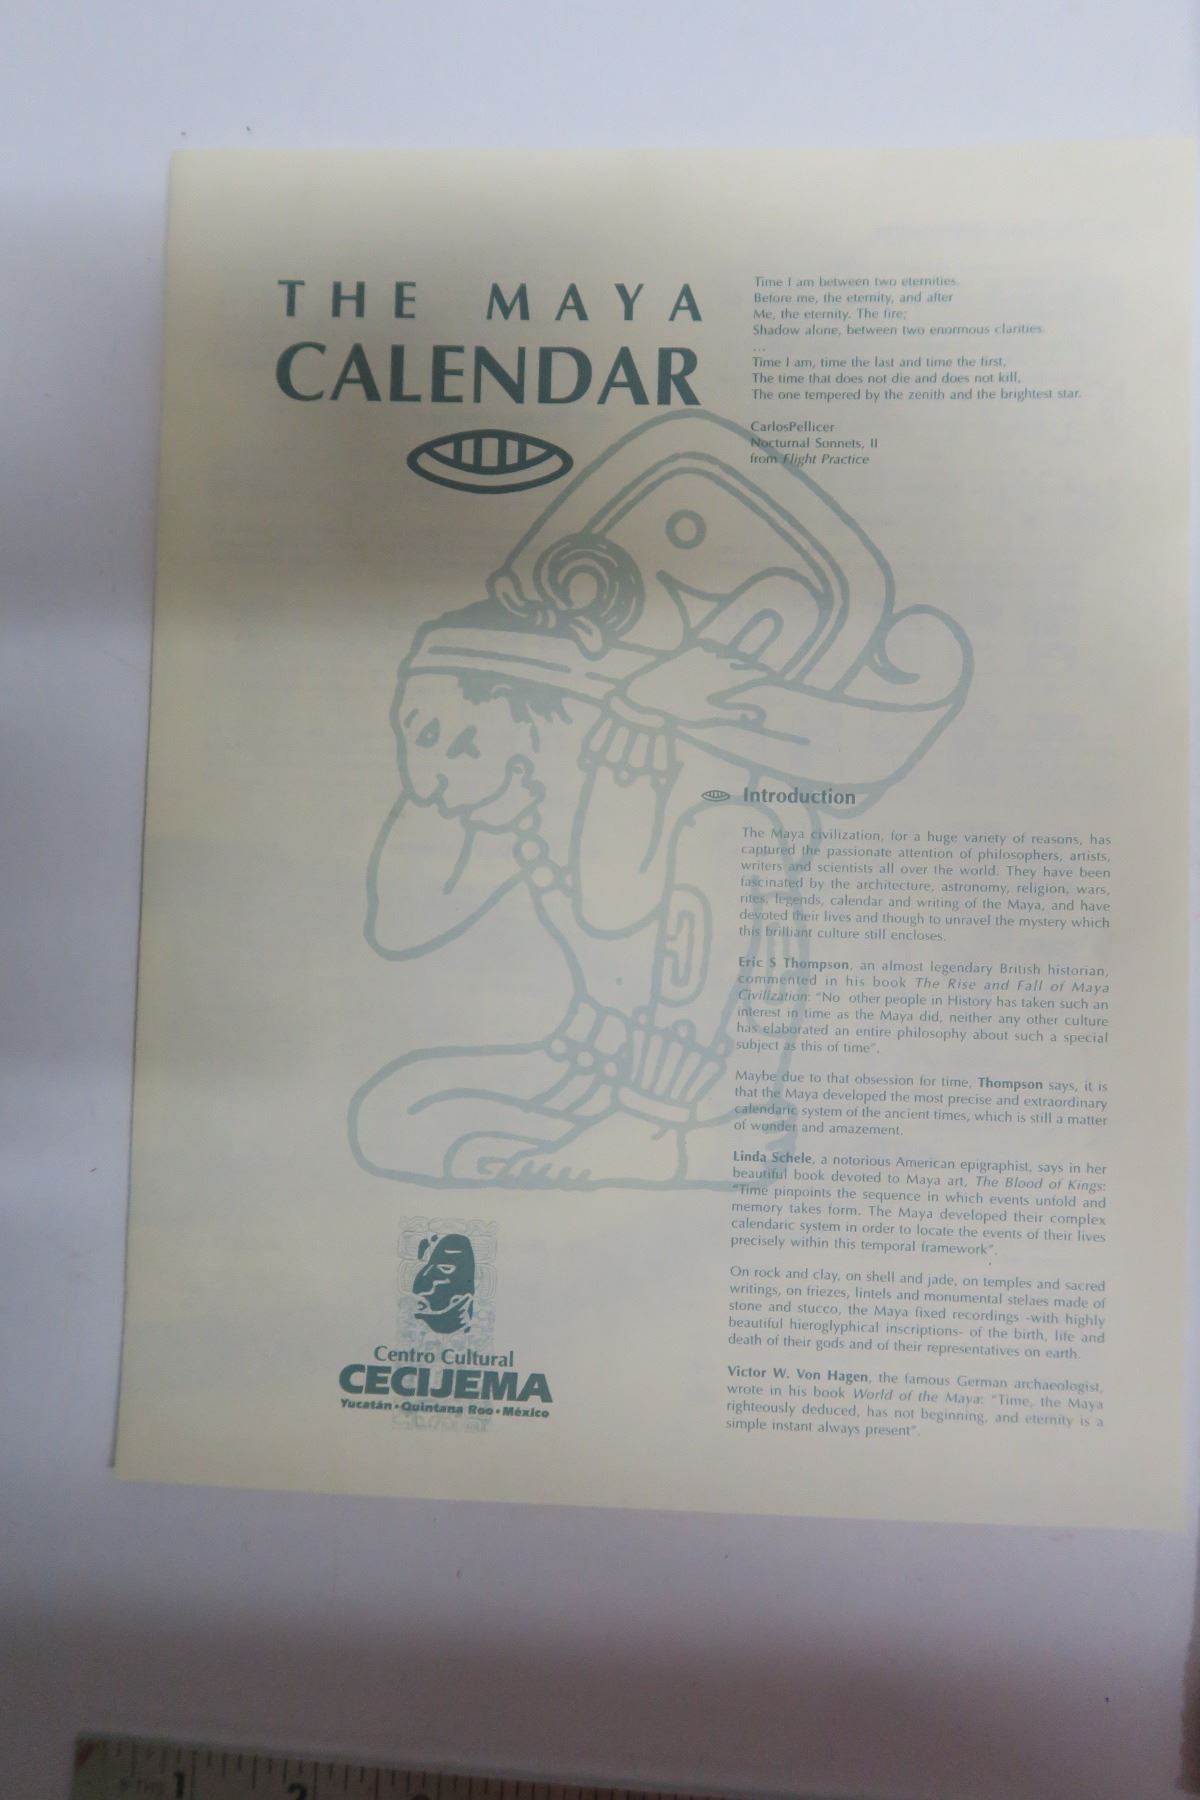 THE MAYA
CALENDAR
Time I am between two eternities.
Before me, the eternity, and after
Me, the eternity. The fire;
Shadow alone, between two enormous clarities.
...
Time I am, time the last and time the first,
The time that does not die and does not kill,
The one tempered by the zenith and the brightest star.
CarlosPellicer
Nocturnal Sonnets, II
from Flight Practice
Introduction
The Maya civilization, for a huge variety of reasons, has
captured the passionate attention of philosophers, artists,
writers and scientists all over the world. They have been
fascinated by the architecture, astronomy, religion, wars,
rites, legends, calendar and writing of the Maya, and have
devoted their lives and though to unravel the mystery which
this brilliant culture still encloses.
Eric S Thompson, an almost legendary British historian,
commented in his book The Rise and Fall of Maya
Civilization: "No other people in History has taken such an
interest in time as the Maya did, neither any other culture
has elaborated an entire philosophy about such a special
subject as this of time".
Maybe due to that obsession for time, Thompson says, it is
that the Maya developed the most precise and extraordinary
calendaric system of the ancient times, which is still a matter
of wonder and amazement.
Linda Schele, a notorious American epigraphist, says in her
beautiful book devoted to Maya art, The Blood of Kings:
"Time pinpoints the sequence in which events unfold and
memory takes form. The Maya developed their complex
calendaric system in order to locate the events of their lives
precisely within this temporal framework".
On rock and clay, on shell and jade, on temples and sacred
writings, on friezes, lintels and monumental stelaes made of
stone and stucco, the Maya fixed recordings -with highly
beautiful hieroglyphical inscriptions- of the birth, life and
death of their gods and of their representatives on earth.
Victor W. Von Hagen, the famous German archaeologist,
wrote in his book World of the Maya: "Time, the Maya
righteously deduced, has not beginning, and eternity is a
simple instant always present".
Centro Cultural
CECIJEMA
Yucatán • Quintana Roo • México
1 2